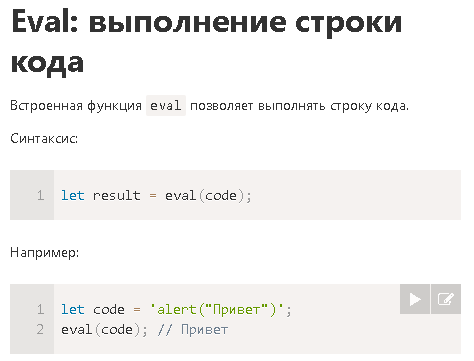 Eval: выполнение строки
кода
Встроенная функция eval позволяет выполнять строку кода.
Синтаксис:
1 let result = eval(code);
Например:
1 let code = 'alert("Привет")';
2 eval(code); // Привет